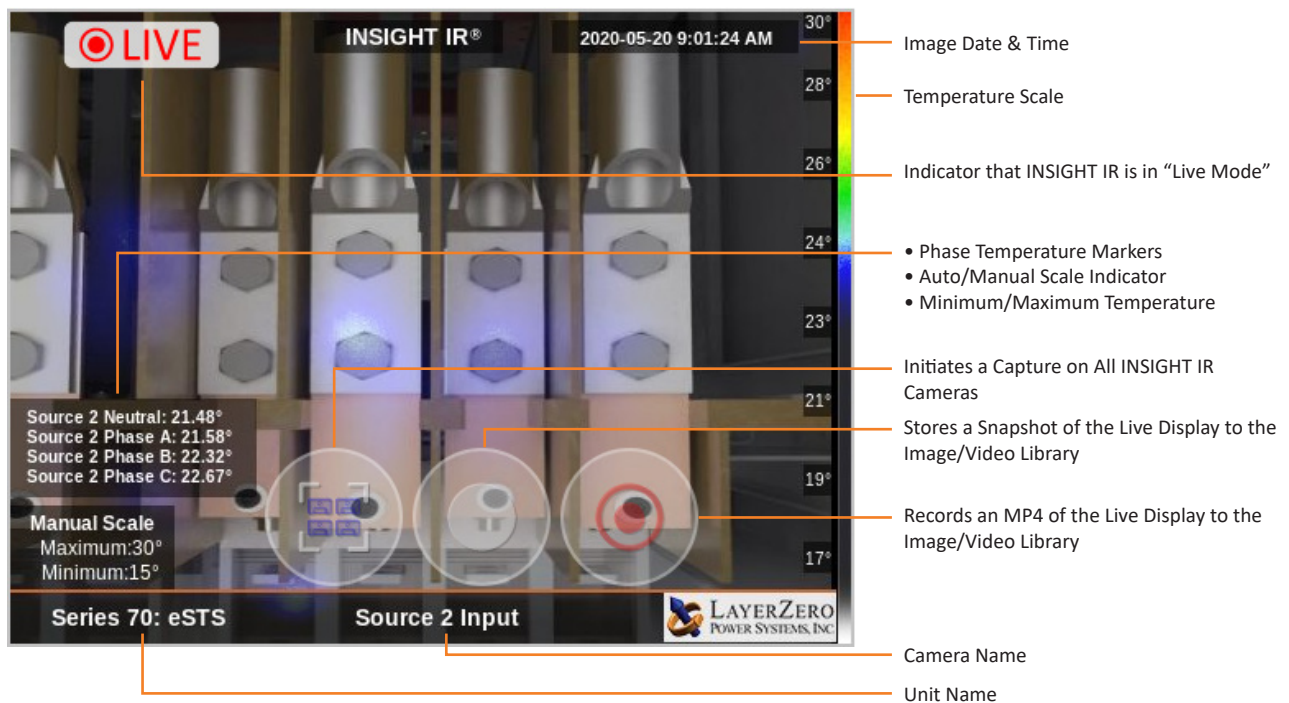 LIVE
INSIGHT IR®
2020-05-20 9:01:24 AM
30°
28°
26°
24°
23°
21°
19°
17°
Source 2 Neutral: 21.48°
Source 2 Phase A: 21.58°
Source 2 Phase B: 22.32°
Source 2 Phase C: 22.67°
Manual Scale
Maximum:30°
Minimum:15°
Series 70: eSTS
Source 2 Input
LAYERZERO
POWER SYSTEMS, INC
Image Date & Time
Temperature Scale
Indicator that INSIGHT IR is in “Live Mode”
• Phase Temperature Markers
• Auto/Manual Scale Indicator
• Minimum/Maximum Temperature
Initiates a Capture on All INSIGHT IR
Cameras
Stores a Snapshot of the Live Display to the
Image/Video Library
Records an MP4 of the Live Display to the
Image/Video Library
Camera Name
Unit Name